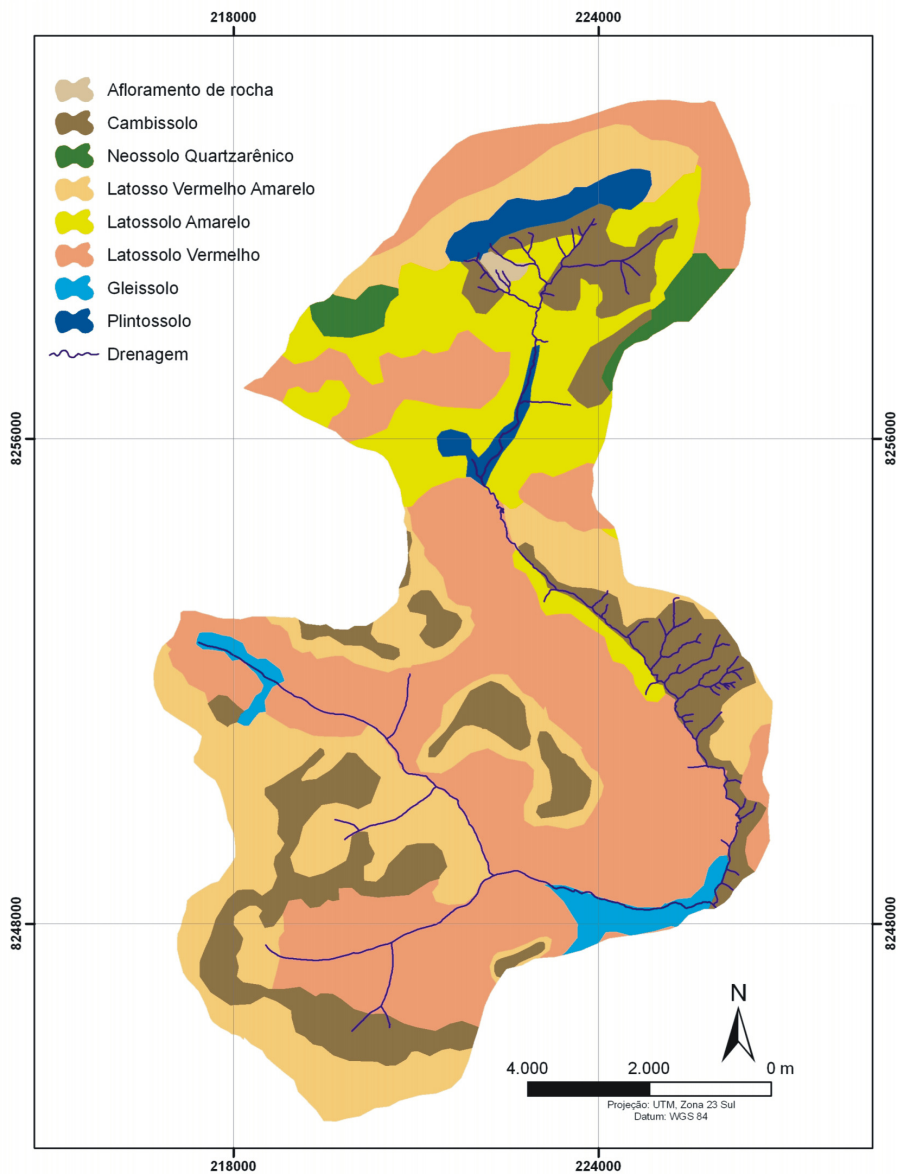 218000
224000
Afloramento de rocha
Cambissolo
Neossolo Quartzarênico
Latosso Vermelho Amarelo
Latossolo Amarelo
Latossolo Vermelho
Gleissolo
Plintossolo
Drenagem
8256000
8256000
8248000
8248000
N
4.000
2.000
0 m
Projeção: UTM, Zona 23 Sul
Datum: WGS 84
218000
224000